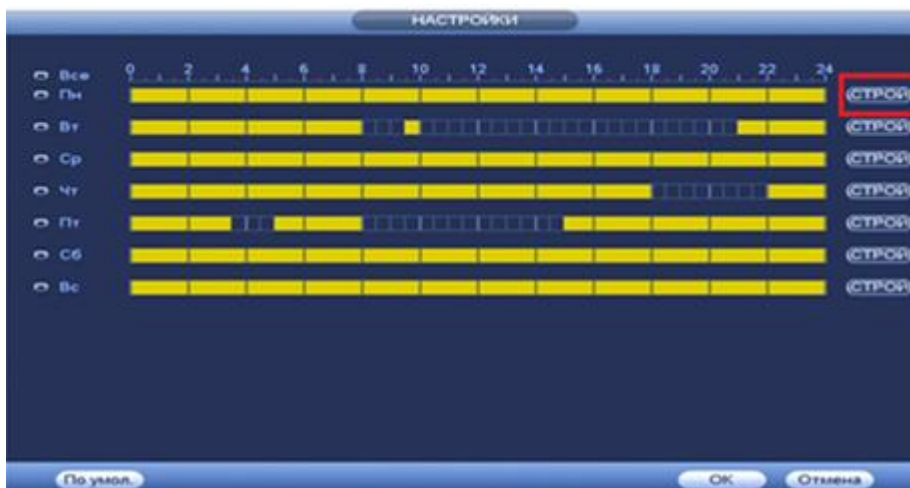 НАСТРОЙКИ
Все 0 2 4 6 8 10 12 14 16 18 20 22 24
Пн СТРОЙ
Вт СТРОЙ
Ср СТРОЙ
Чт СТРОЙ
Пт СТРОЙ
Сб СТРОЙ
Вс СТРОЙ
По умол. OK Отмена